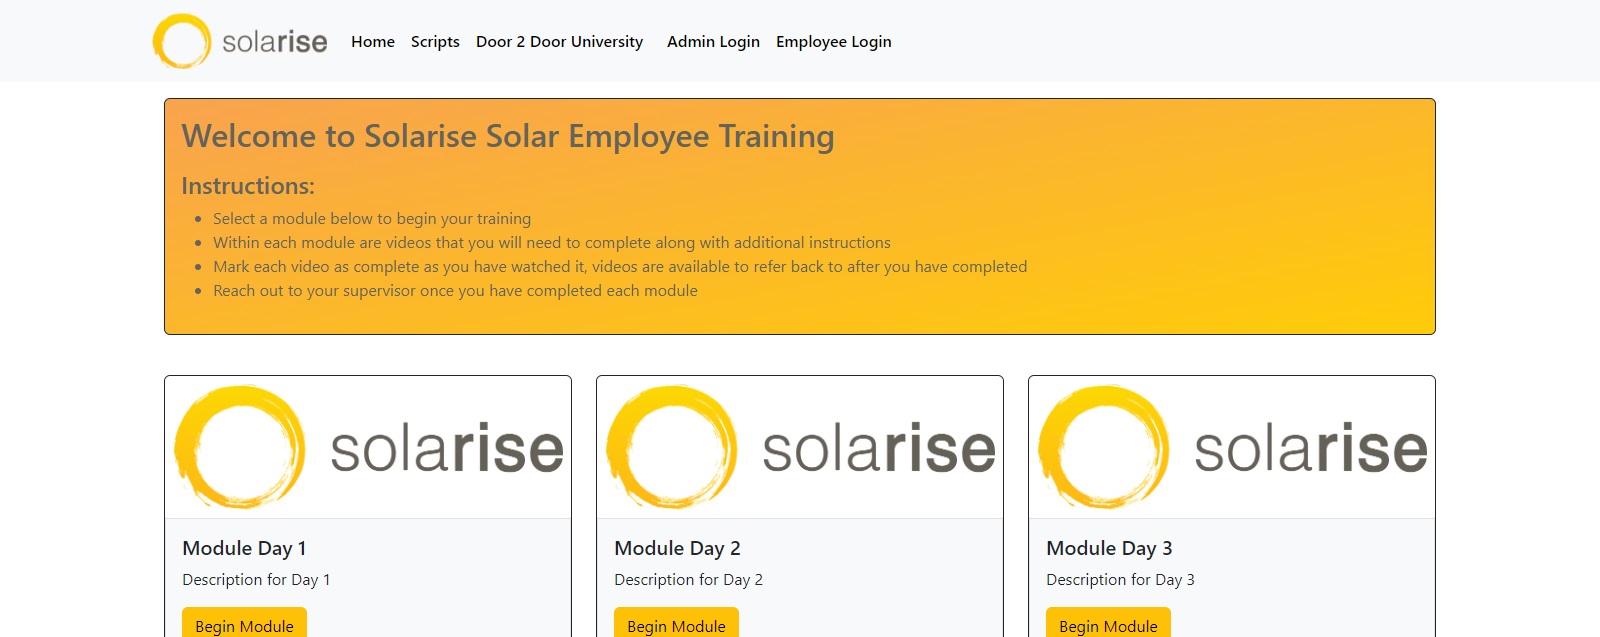 solarise Home Scripts Door 2 Door University Admin Login Employee Login
Welcome to Solarise Solar Employee Training
Instructions:
Select a module below to begin your training
Within each module are videos that you will need to complete along with additional instructions
Mark each video as complete as you have watched it, videos are available to refer back to after you have completed
Reach out to your supervisor once you have completed each module
solarise
Module Day 1
Description for Day 1
Begin Module
solarise
Module Day 2
Description for Day 2
Begin Module
solarise
Module Day 3
Description for Day 3
Begin Module